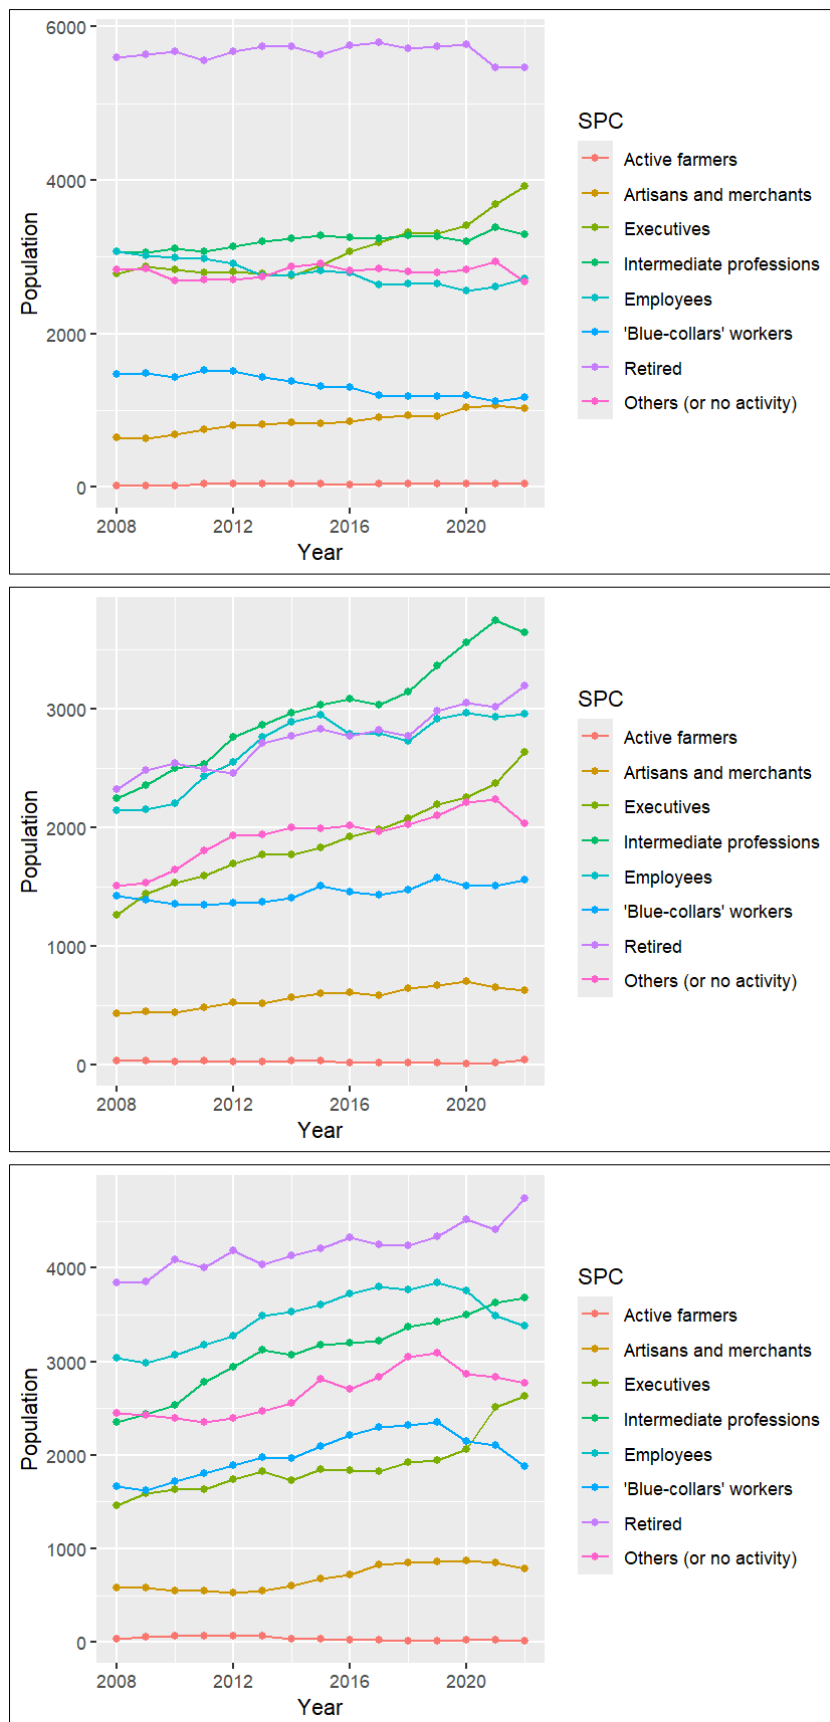 6000
4000
2000
0
Population
2008
2012
2016
2020
Year
SPC
Active farmers
Artisans and merchants
Executives
Intermediate professions
Employees
'Blue-collars' workers
Retired
Others (or no activity)
3000
2000
1000
0
Population
2008
2012
2016
2020
Year
SPC
Active farmers
Artisans and merchants
Executives
Intermediate professions
Employees
'Blue-collars' workers
Retired
Others (or no activity)
4000
3000
2000
1000
0
Population
2008
2012
2016
2020
Year
SPC
Active farmers
Artisans and merchants
Executives
Intermediate professions
Employees
'Blue-collars' workers
Retired
Others (or no activity)